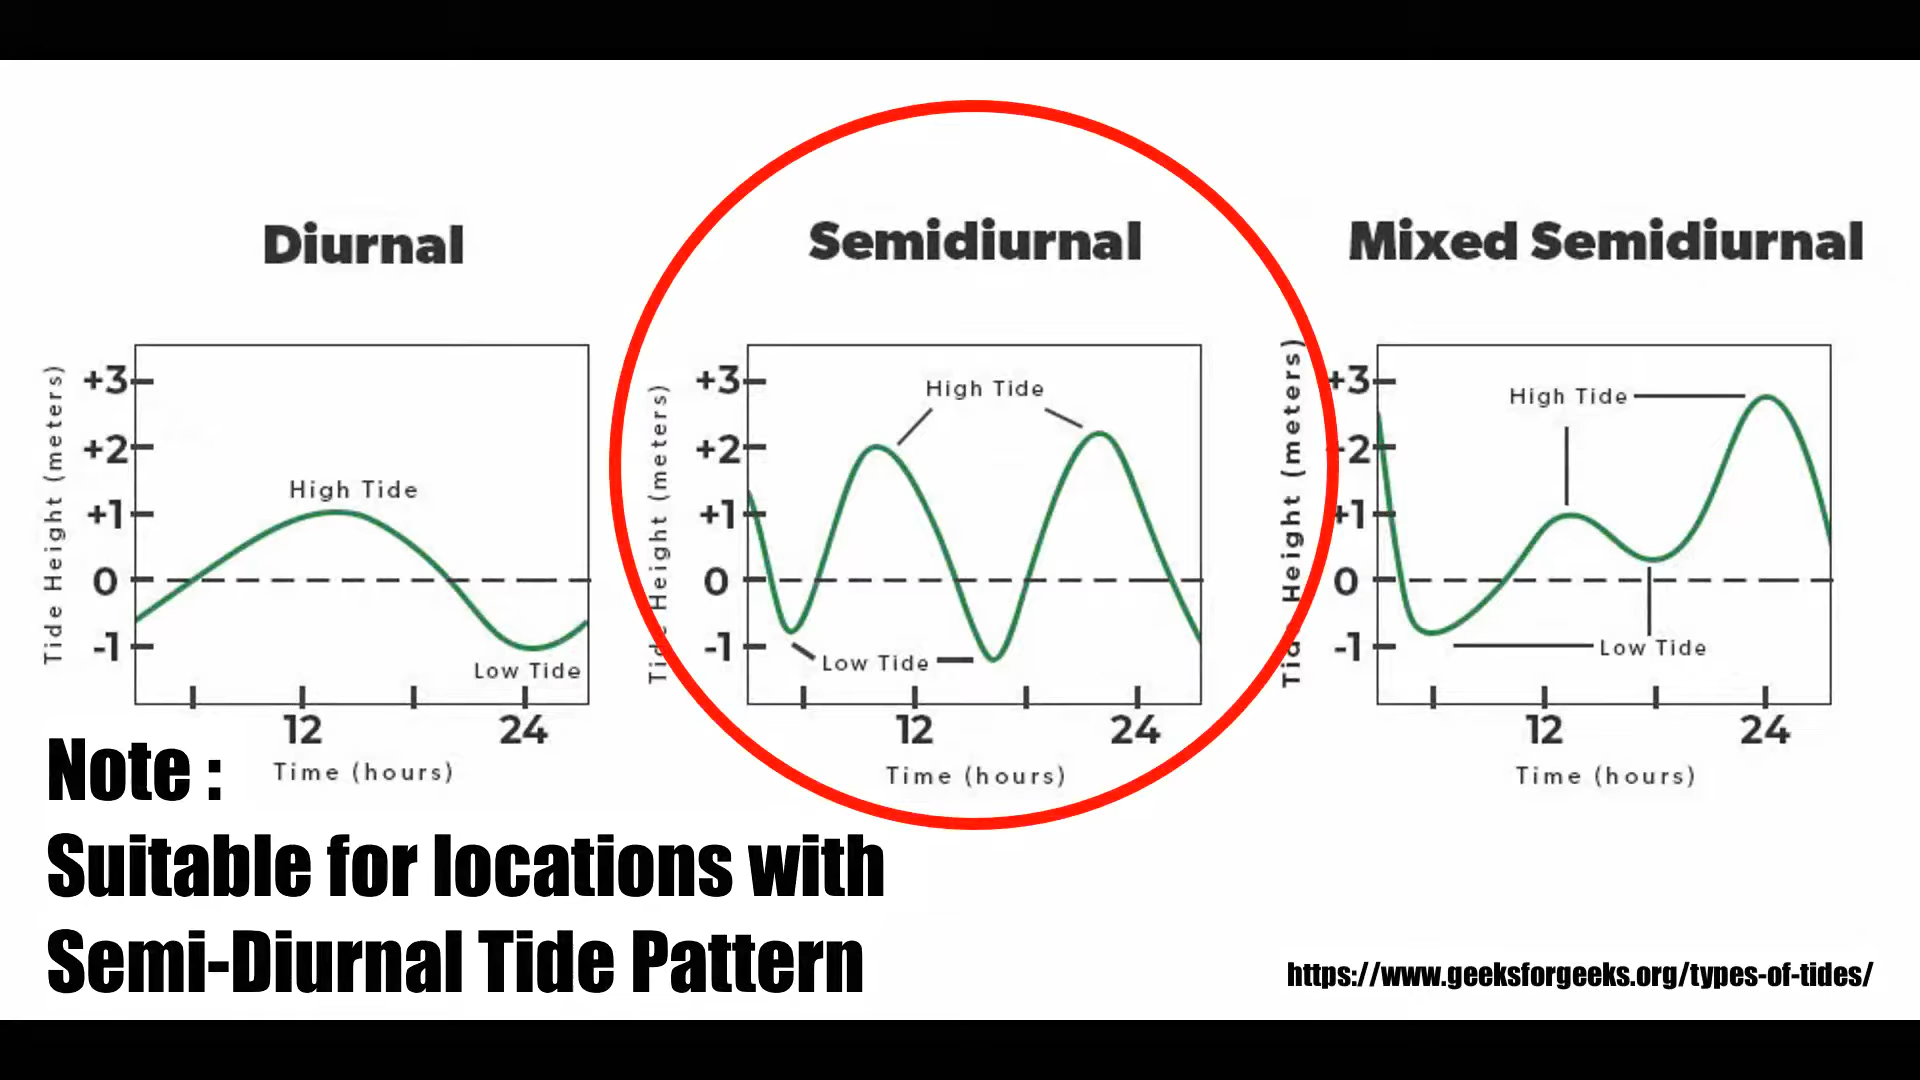 Diurnal
Tide Height (meters)
+3
+2
+1
0
-1
High Tide
Low Tide
12
24
Time (hours)
Semidiurnal
Tide Height (meters)
+3
+2
+1
0
-1
High Tide
Low Tide
12
24
Time (hours)
Mixed Semidiurnal
Tide Height (meters)
+3
+2
+1
0
-1
High Tide
Low Tide
12
24
Time (hours)
Note :
Suitable for locations with
Semi-Diurnal Tide Pattern
https://www.geeksforgeeks.org/types-of-tides/